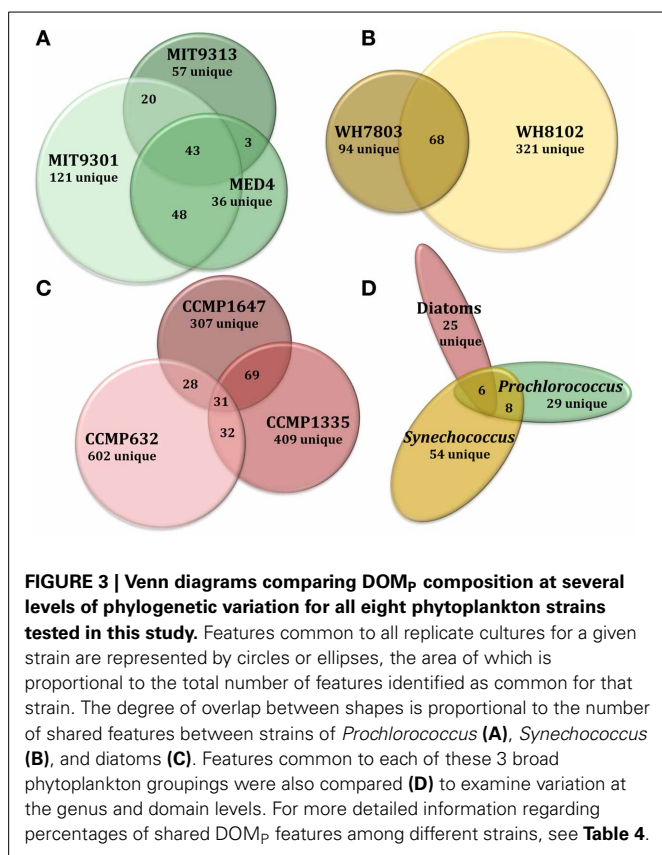 A
MIT9313
57 unique
20
MIT9301
121 unique
43
3
MED4
36 unique
48
B
WH7803
94 unique
68
WH8102
321 unique
C
CCMP1647
307 unique
28
69
31
CCMP632
602 unique
32
CCMP1335
409 unique
D
Diatoms
25
unique
6
Prochlorococcus
29 unique
8
Synechococcus
54 unique
FIGURE 3 | Venn diagrams comparing DOMP composition at several
levels of phylogenetic variation for all eight phytoplankton strains
tested in this study. Features common to all replicate cultures for a given
strain are represented by circles or ellipses, the area of which is
proportional to the total number of features identified as common for that
strain. The degree of overlap between shapes is proportional to the number
of shared features between strains of Prochlorococcus (A), Synechococcus
(B), and diatoms (C). Features common to each of these 3 broad
phytoplankton groupings were also compared (D) to examine variation at
the genus and domain levels. For more detailed information regarding
percentages of shared DOMP features among different strains, see Table 4.